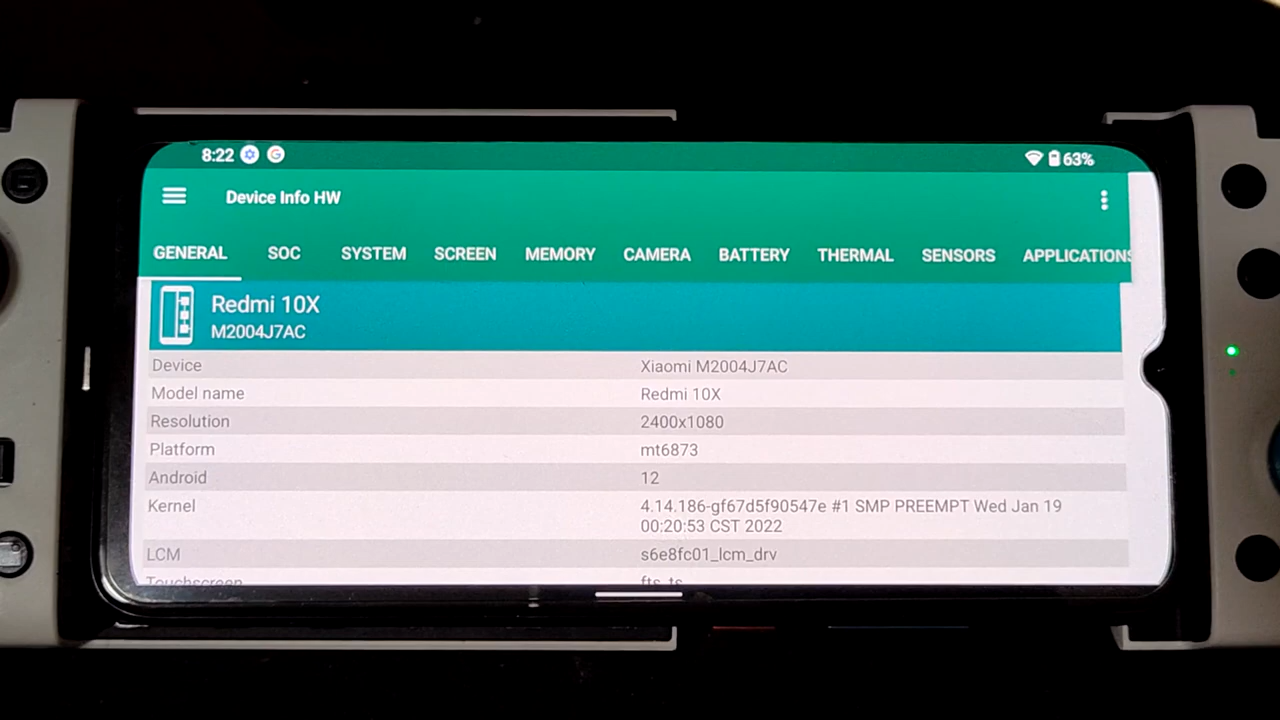 8:22 G 63%
Device Info HW
GENERAL SOC SYSTEM SCREEN MEMORY CAMERA BATTERY THERMAL SENSORS APPLICATIONS
Redmi 10X
M2004J7AC
Device Xiaomi M2004J7AC
Model name Redmi 10X
Resolution 2400x1080
Platform mt6873
Android 12
Kernel 4.14.186-gf67d5f90547e #1 SMP PREEMPT Wed Jan 19
00:20:53 CST 2022
LCM s6e8fc01_lcm_drv
Touchscreen fts_ts